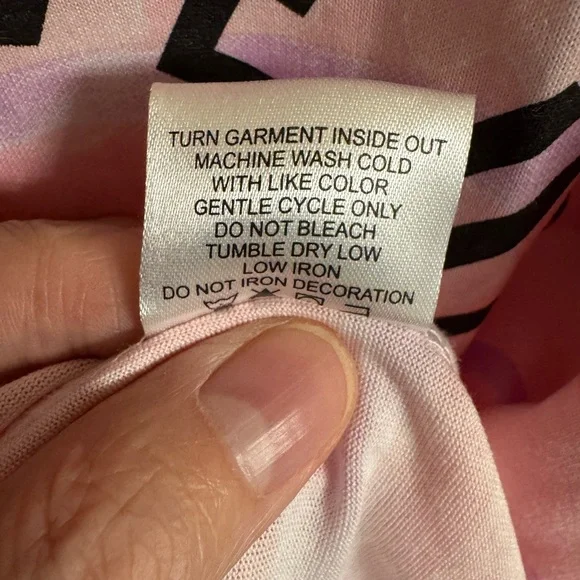 TURN GARMENT INSIDE OUT
MACHINE WASH COLD
WITH LIKE COLOR
GENTLE CYCLE ONLY
DO NOT BLEACH
TUMBLE DRY LOW
LOW IRON
DO NOT IRON DECORATION